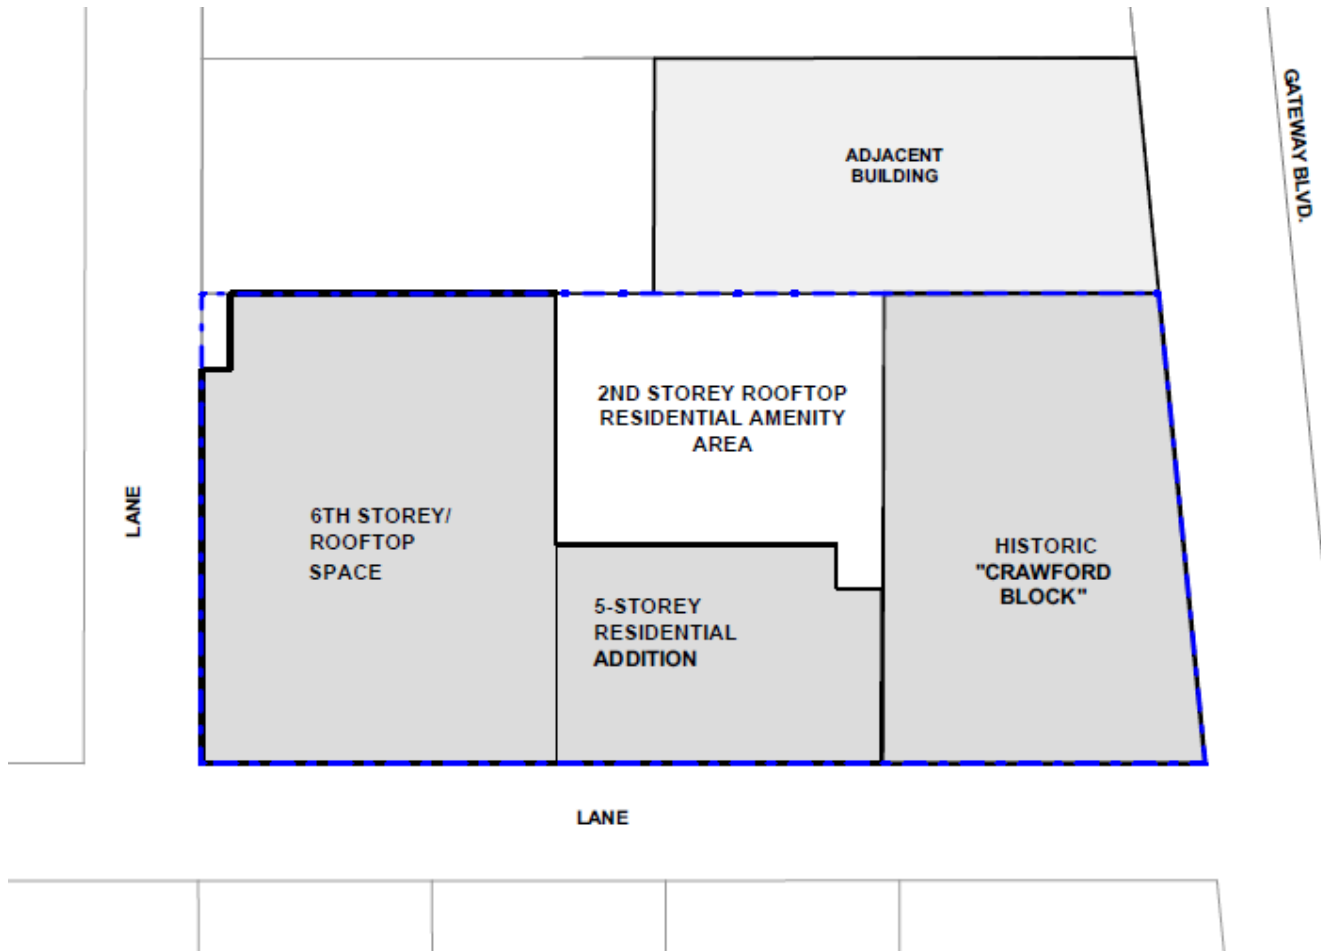 GATEWAY BLVD.
ADJACENT
BUILDING
2ND STOREY ROOFTOP
RESIDENTIAL AMENITY
AREA
LANE
6TH STOREY/
ROOFTOP
SPACE
HISTORIC
"CRAWFORD
BLOCK"
5-STOREY
RESIDENTIAL
ADDITION
LANE